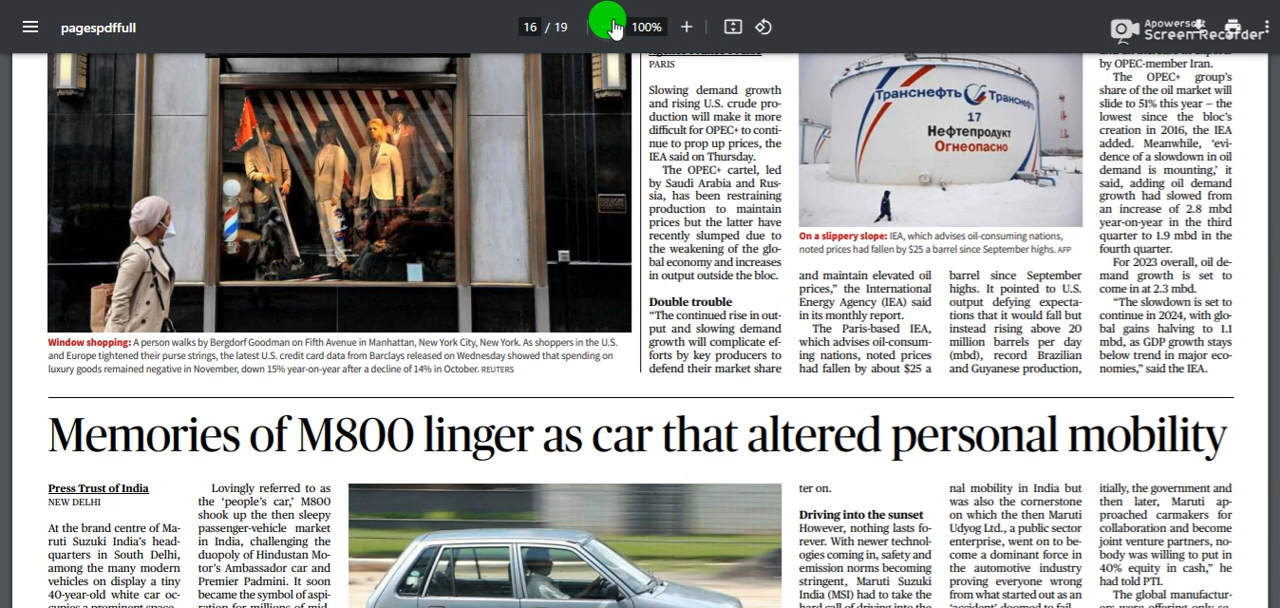 pagespdffull
16 / 19
100%
Apowersoft
Screen Recorder
Window shopping: A person walks by Bergdorf Goodman on Fifth Avenue in Manhattan, New York City, New York. As shoppers in the U.S.
and Europe tightened their purse strings, the latest U.S. credit card data from Barclays released on Wednesday showed that spending on
luxury goods remained negative in November, down 15% year-on-year after a decline of 14% in October. REUTERS
PARIS
Slowing demand growth
and rising U.S. crude pro-
duction will make it more
difficult for OPEC+ to conti-
nue to prop up prices, the
IEA said on Thursday.
The OPEC+ cartel, led
by Saudi Arabia and Rus-
sia, has been restraining
production to maintain
prices but the latter have
recently slumped due to
the weakening of the glo-
bal economy and increases
in output outside the bloc.
Double trouble
“The continued rise in out-
put and slowing demand
growth will complicate ef-
forts by key producers to
defend their market share
Транснефть Транснефть
17
Нефтепродукт
Огнеопасно
On a slippery slope: IEA, which advises oil-consuming nations,
noted prices had fallen by $25 a barrel since September highs. AFP
and maintain elevated oil
prices,” the International
Energy Agency (IEA) said
in its monthly report.
The Paris-based IEA,
which advises oil-consum-
ing nations, noted prices
had fallen by about $25 a
barrel since September
highs. It pointed to U.S.
output defying expecta-
tions that it would fall but
instead rising above 20
million barrels per day
(mbd), record Brazilian
and Guyanese production,
by OPEC-member Iran.
The OPEC+ group’s
share of the oil market will
slide to 51% this year – the
lowest since the bloc’s
creation in 2016, the IEA
added. Meanwhile, ‘evi-
dence of a slowdown in oil
demand is mounting,’ it
said, adding oil demand
growth had slowed from
an increase of 2.8 mbd
year-on-year in the third
quarter to 1.9 mbd in the
fourth quarter.
For 2023 overall, oil de-
mand growth is set to
come in at 2.3 mbd.
“The slowdown is set to
continue in 2024, with glo-
bal gains halving to 1.1
mbd, as GDP growth stays
below trend in major eco-
nomies,” said the IEA.
Memories of M800 linger as car that altered personal mobility
Press Trust of India
NEW DELHI
At the brand centre of Ma-
ruti Suzuki India’s head-
quarters in South Delhi,
among the many modern
vehicles on display a tiny
40-year-old white car oc-
cupies a prominent space.
Lovingly referred to as
the ‘people’s car,’ M800
shook up the then sleepy
passenger-vehicle market
in India, challenging the
duopoly of Hindustan Mo-
tor’s Ambassador car and
Premier Padmini. It soon
became the symbol of aspi-
ration for millions of mid-
ter on.
Driving into the sunset
However, nothing lasts fo-
rever. With newer technol-
ogies coming in, safety and
emission norms becoming
stringent, Maruti Suzuki
India (MSI) had to take the
hard call of driving into the
nal mobility in India but
was also the cornerstone
on which the then Maruti
Udyog Ltd., a public sector
enterprise, went on to be-
come a dominant force in
the automotive industry
proving everyone wrong
from what started out as an
‘accident’ doomed to fail.
itially, the government and
then later, Maruti ap-
proached carmakers for
collaboration and become
joint venture partners, no-
body was willing to put in
40% equity in cash,” he
had told PTI.
The global manufactur-
ers were offering only se-